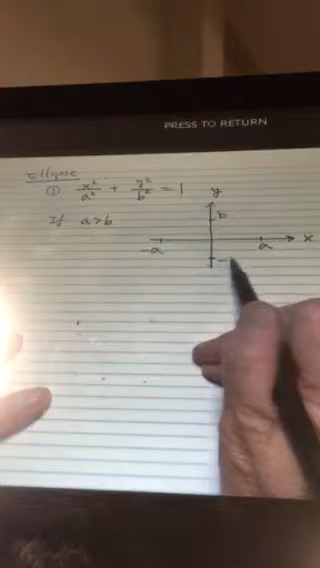 PRESS TO RETURN
Ellipse
① x²/a² + y²/b² = 1
If a>b
y
b
-a a x
-